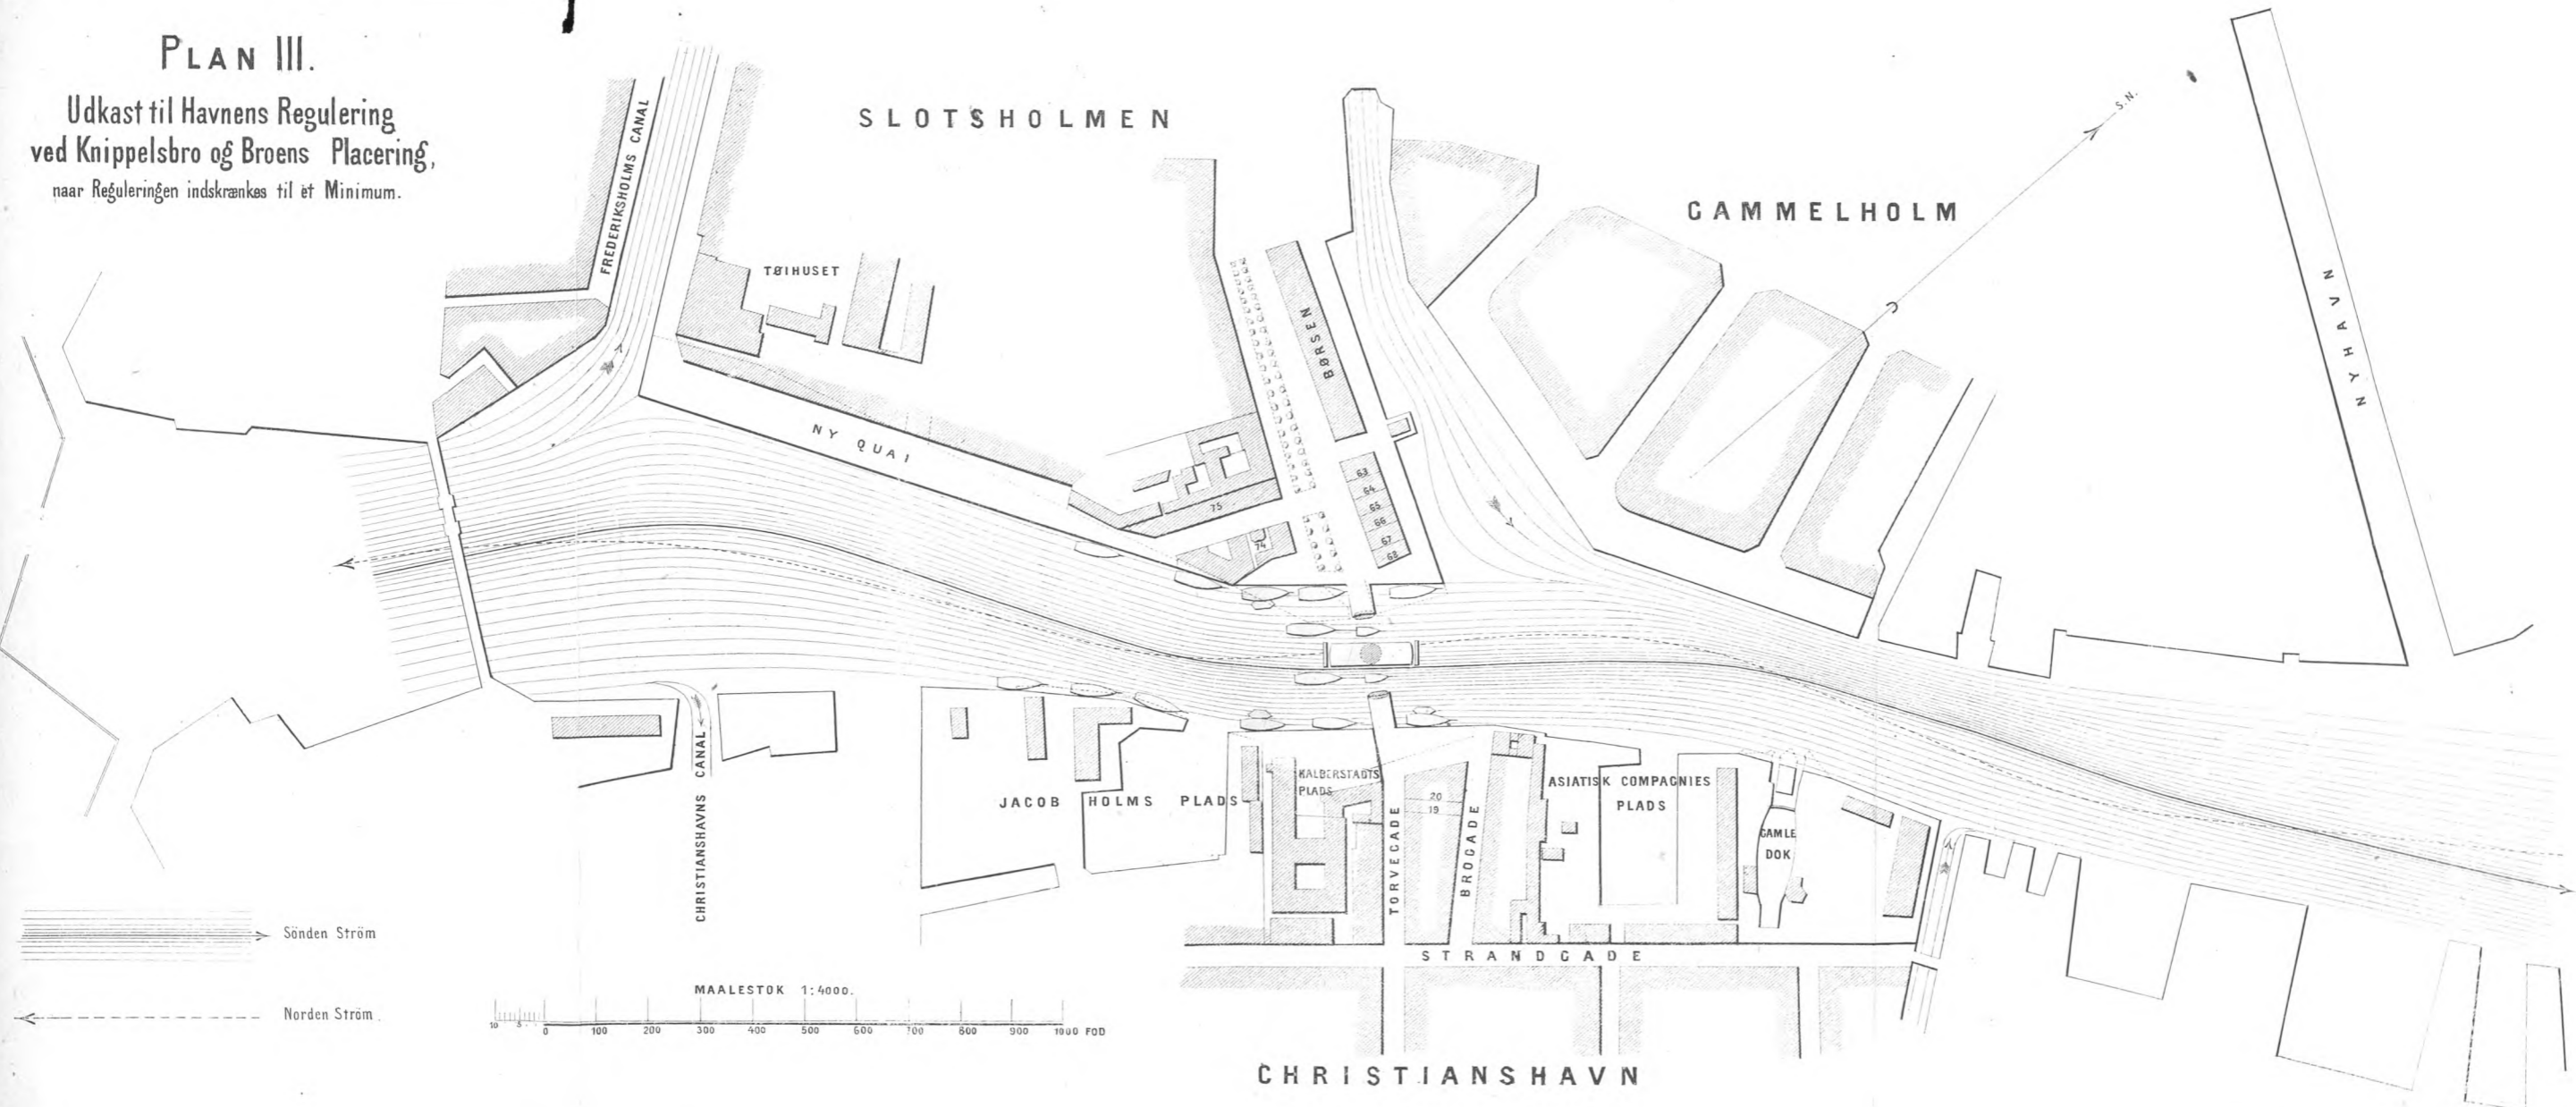 PLAN III.
Udkast til Havnens Regulering
ved Knippelsbro og Broens Placering,
naar Reguleringen indskrænkes til et Minimum.
SLOTSHOLMEN
GAMMELHOLM
S.N.
NYHAVN
FREDERIKSHOLMS CANAL
TØIHUSET
BØRSEN
NY QUAI
63
64
65
66
67
68
75
74
CHRISTIANSHAVNS CANAL
JACOB HOLMS PLADS
KALBERSTADTS
PLADS
TORVEGADE
20
19
BROGADE
ASIATISK COMPAGNIES
PLADS
GAMLE
DOK
STRANDGADE
CHRISTIANSHAVN
Sönden Ström
Norden Ström.
MAALESTOK 1:4000.
10 5 0 100 200 300 400 500 600 700 800 900 1000 FOD